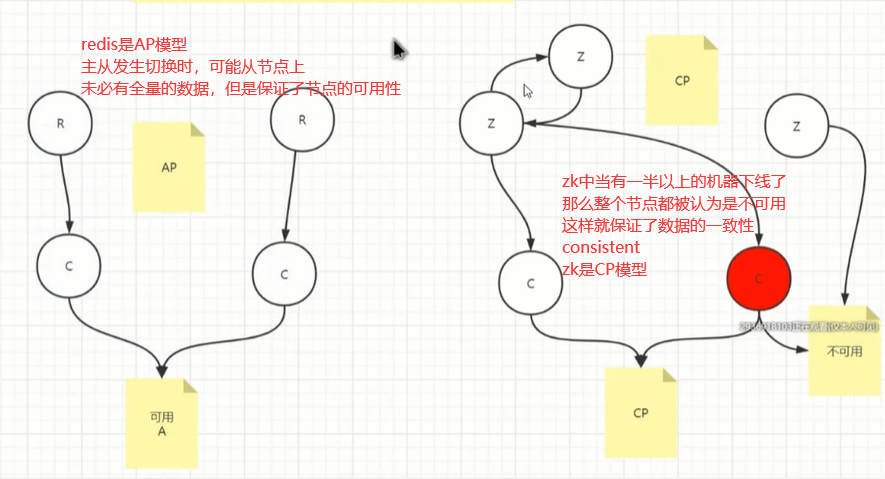 redis是AP模型
主从发生切换时，可能从节点上
未必有全量的数据，但是保证了节点的可用性
R
R
AP
C
C
可用
A
Z
Z
CP
Z
zk中当有一半以上的机器下线了
那么整个节点都被认为是不可用
这样就保证了数据的一致性
consistent
zk是CP模型
C
C
不可用
CP